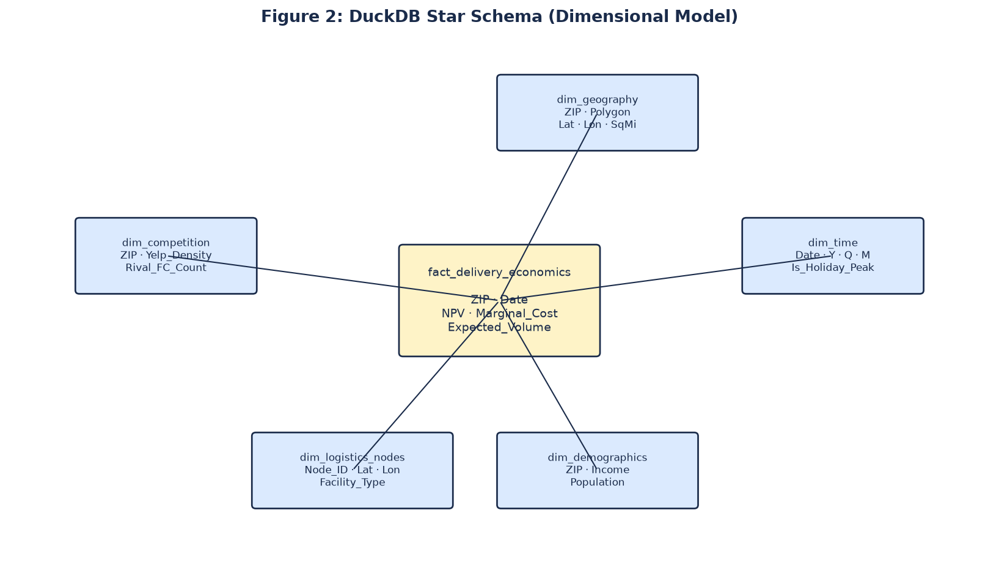 Figure 2: DuckDB Star Schema (Dimensional Model)
dim_geography
ZIP · Polygon
Lat · Lon · SqMi
dim_competition
ZIP · Yelp_Density
Rival_FC_Count
dim_time
Date · Y · Q · M
Is_Holiday_Peak
fact_delivery_economics
ZIP · Date
NPV · Marginal_Cost
Expected_Volume
dim_logistics_nodes
Node_ID · Lat · Lon
Facility_Type
dim_demographics
ZIP · Income
Population